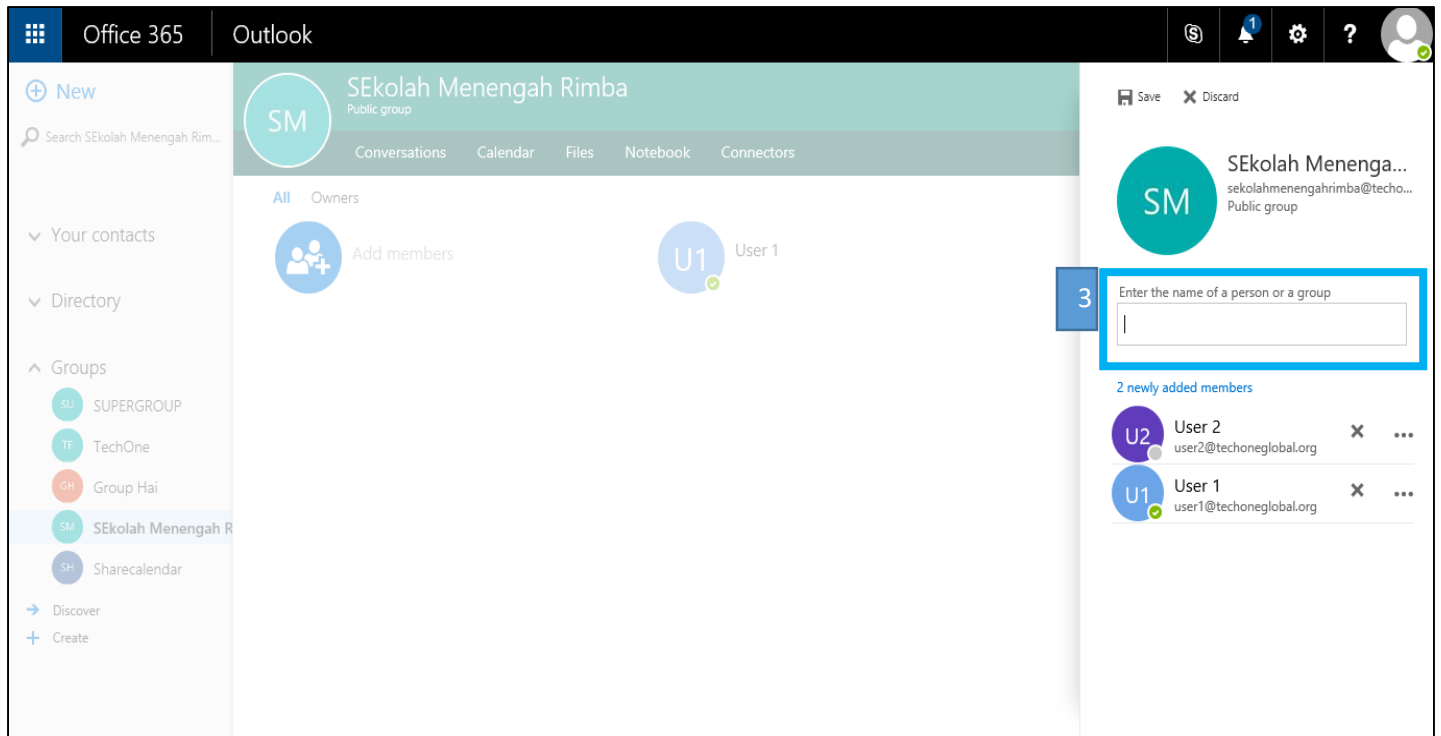 Office 365
Outlook
1
?
New
Search SEkolah Menengah Rim...
Your contacts
Directory
Groups
SU SUPERGROUP
TE TechOne
GH Group Hai
SM SEkolah Menengah R
SH Sharecalendar
Discover
Create
SM
SEkolah Menengah Rimba
Public group
Conversations Calendar Files Notebook Connectors
All Owners
Add members
U1 User 1
Save Discard
SM
SEkolah Menenga...
sekolahmenengahrimba@techo...
Public group
3
Enter the name of a person or a group
2 newly added members
U2 User 2
user2@techoneglobal.org
U1 User 1
user1@techoneglobal.org